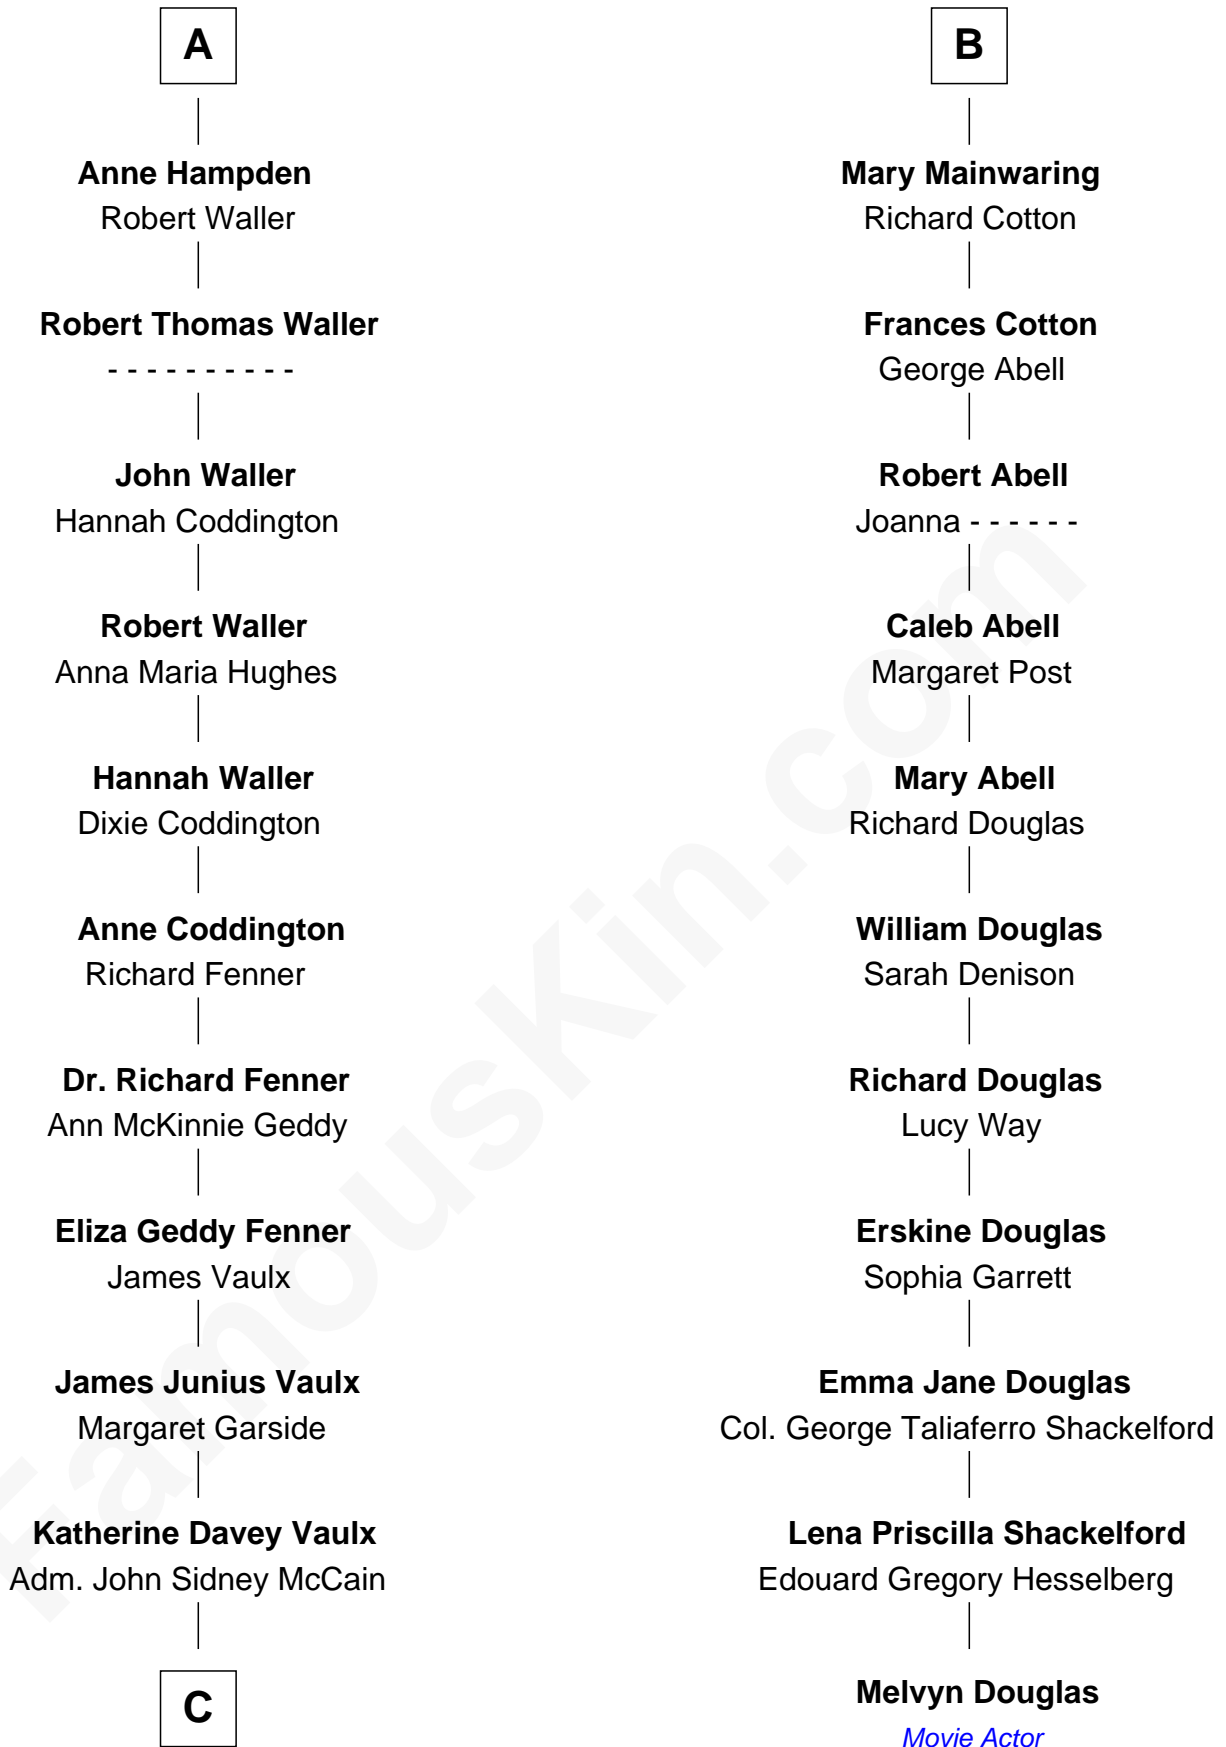 A
Anne Hampden
Robert Waller
Robert Thomas Waller
- - - - - - - - - -
John Waller
Hannah Coddington
Robert Waller
Anna Maria Hughes
Hannah Waller
Dixie Coddington
Anne Coddington
Richard Fenner
Dr. Richard Fenner
Ann McKinnie Geddy
Eliza Geddy Fenner
James Vaulx
James Junius Vaulx
Margaret Garside
Katherine Davey Vaulx
Adm. John Sidney McCain
C
B
Mary Mainwaring
Richard Cotton
Frances Cotton
George Abell
Robert Abell
Joanna - - - - - -
Caleb Abell
Margaret Post
Mary Abell
Richard Douglas
William Douglas
Sarah Denison
Richard Douglas
Lucy Way
Erskine Douglas
Sophia Garrett
Emma Jane Douglas
Col. George Taliaferro Shackelford
Lena Priscilla Shackelford
Edouard Gregory Hesselberg
Melvyn Douglas
Movie Actor
FamousKin.com